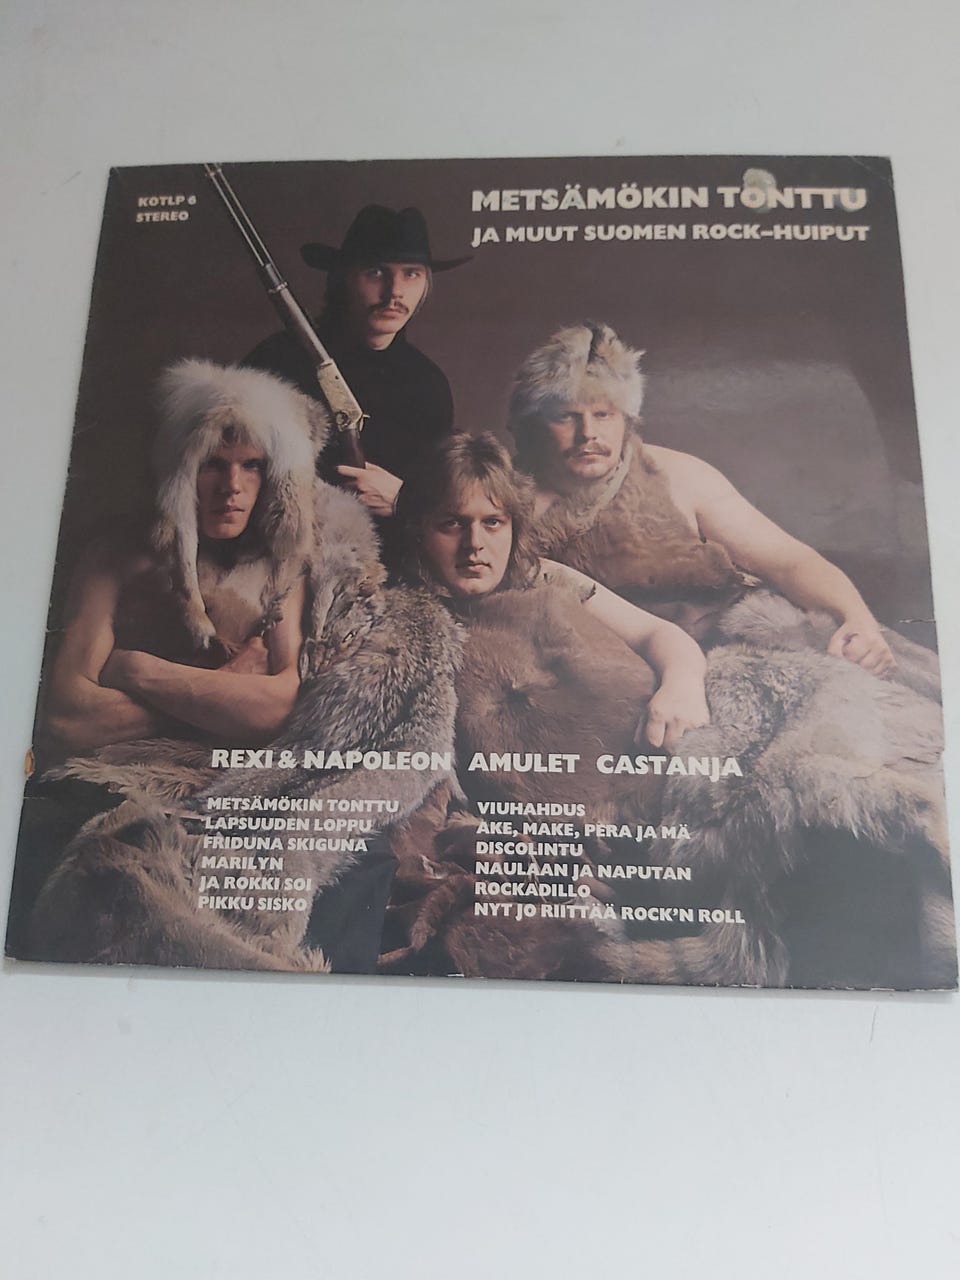 KOTLP 6
STEREO
METSÄMÖKIN TONTTU
JA MUUT SUOMEN ROCK-HUIPUT
REXI & NAPOLEON AMULET CASTANJA
METSÄMÖKIN TONTTU
LAPSUUDEN LOPPU
FRIDUNA SKIGUNA
MARILYN
JA ROKKI SOI
PIKKU SISKO
VIUHAHDUS
ÅKE, MAKE, PERA JA MÄ
DISCOLINTU
NAULAAN JA NAPUTAN
ROCKADILLO
NYT JO RIITTÄÄ ROCK'N ROLL